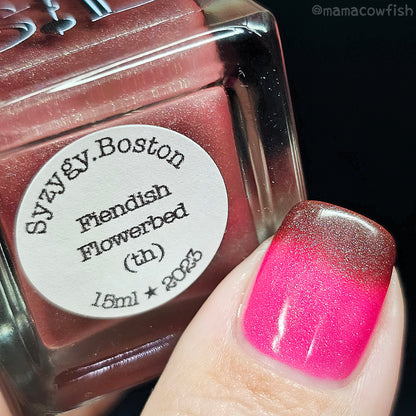 @mamacowfish
Syzygy.Boston
Fiendish
Flowerbed
(th)
15ml ★ 2023